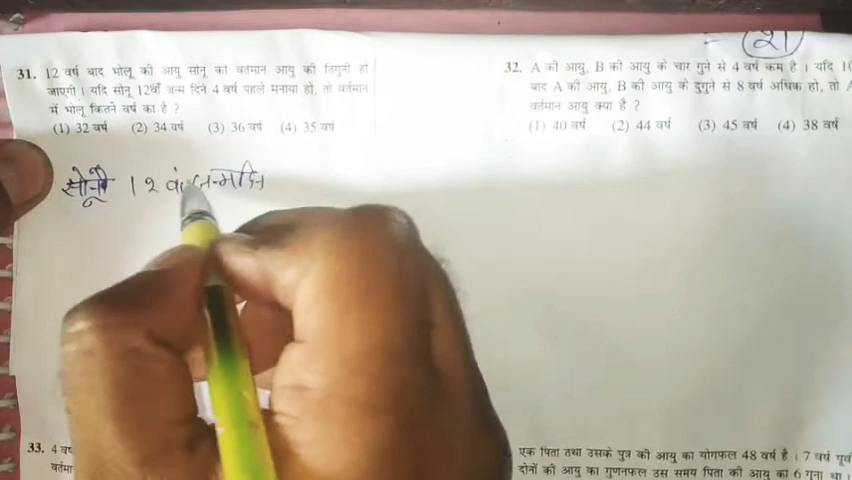 = (21)
31. 12 वर्ष बाद भोलू की आयु सोनू की वर्तमान आयु की तिगुनी हो
जाएगी । यदि सोनू 12वाँ जन्म दिन 4 वर्ष पहले मनाया हो, तो वर्तमान
में भोलू कितने वर्ष का है ?
(1) 32 वर्ष (2) 34 वर्ष (3) 36 वर्ष (4) 35 वर्ष
सोनू 12 वां जन्मदिन
32. A की आयु, B की आयु के चार गुने से 4 वर्ष कम है । यदि 1
बाद A की आयु, B की आयु के दुगुने से 8 वर्ष अधिक हो, तो
वर्तमान आयु क्या है ?
(1) 40 वर्ष (2) 44 वर्ष (3) 45 वर्ष (4) 38 वर्ष
33. 4
एक पिता तथा उसके पुत्र की आयु का योगफल 48 वर्ष है । 7 वर्ष पूर्व
दोनों की आयु का गुणनफल उस समय पिता की आयु का 6 गुना था ।